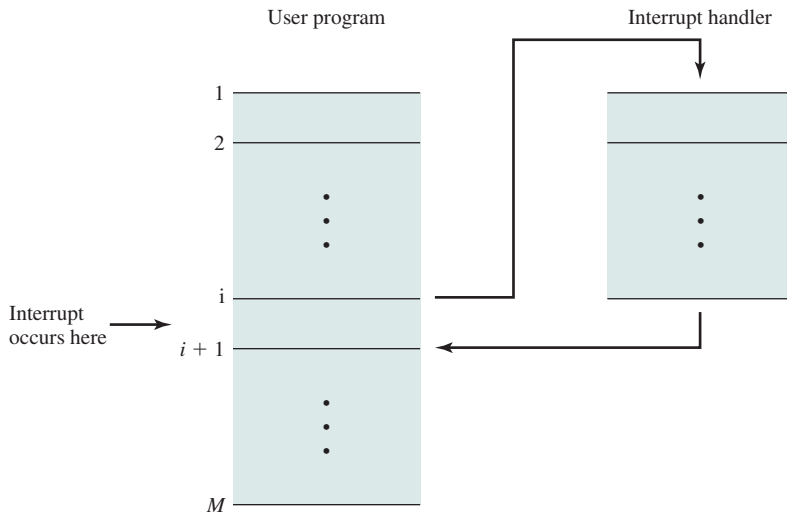 User program
Interrupt handler
1
2
i
Interrupt
occurs here
i + 1
M